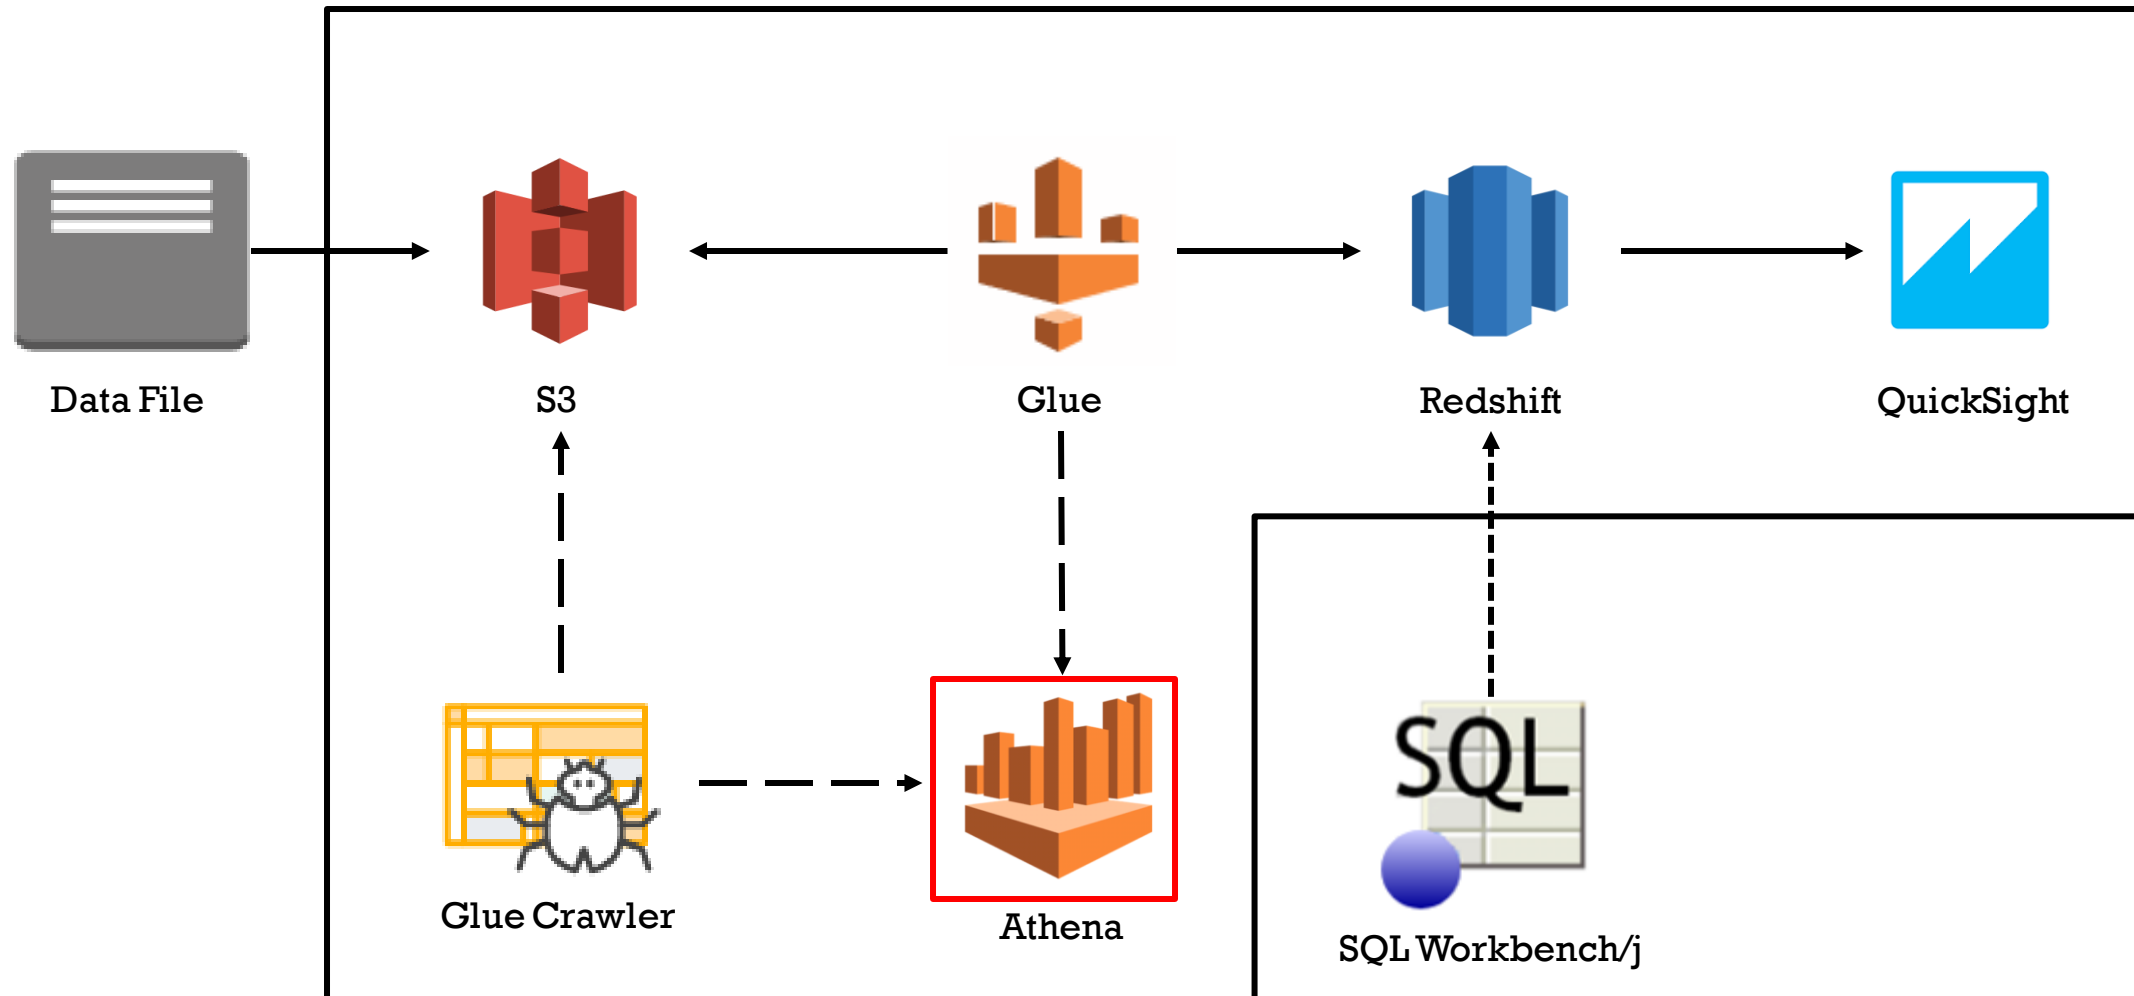 Data File
S3
Glue
Redshift
QuickSight
SQL
Glue Crawler
Athena
SQL Workbench/j